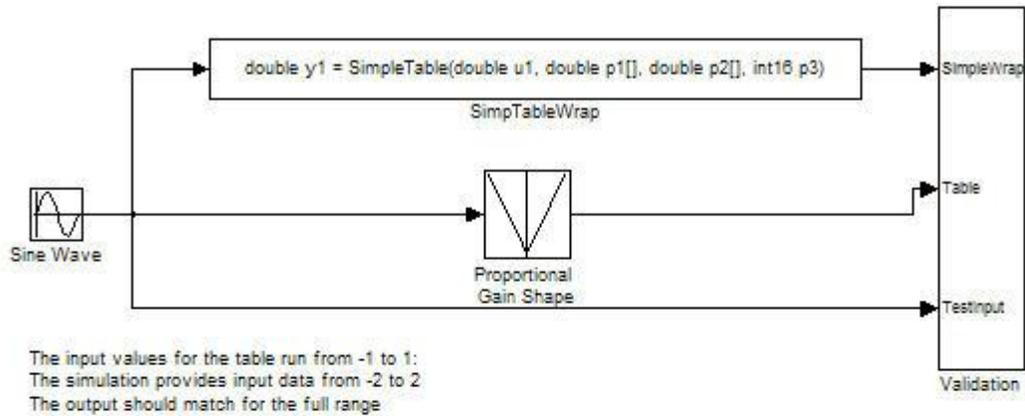 double y1 = SimpleTable(double u1, double p1[], double p2[], int16 p3)
SimpTableWrap
SimpleWrap
Table
Sine Wave
Proportional
Gain Shape
TestInput
Validation
The input values for the table run from -1 to 1:
The simulation provides input data from -2 to 2
The output should match for the full range